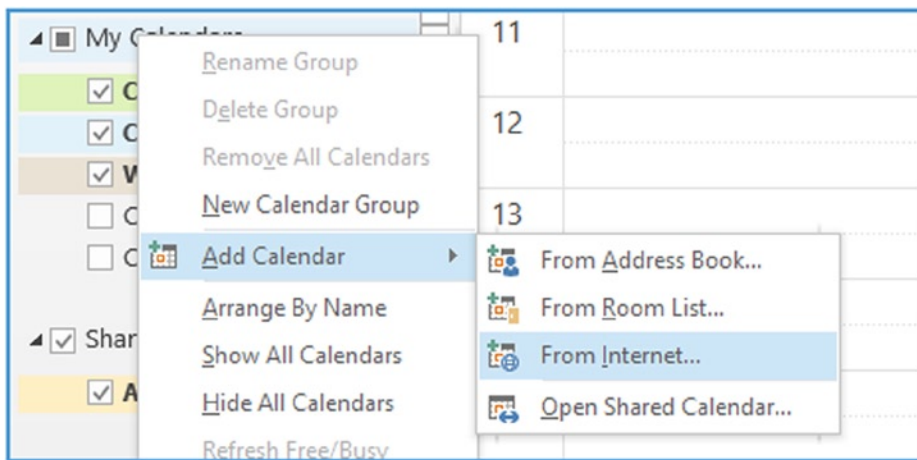 My Calendars
11
Rename Group
Delete Group
12
Remove All Calendars
New Calendar Group
13
Add Calendar
From Address Book...
Arrange By Name
From Room List...
Show All Calendars
From Internet...
Hide All Calendars
Open Shared Calendar...
Refresh Free/Busy